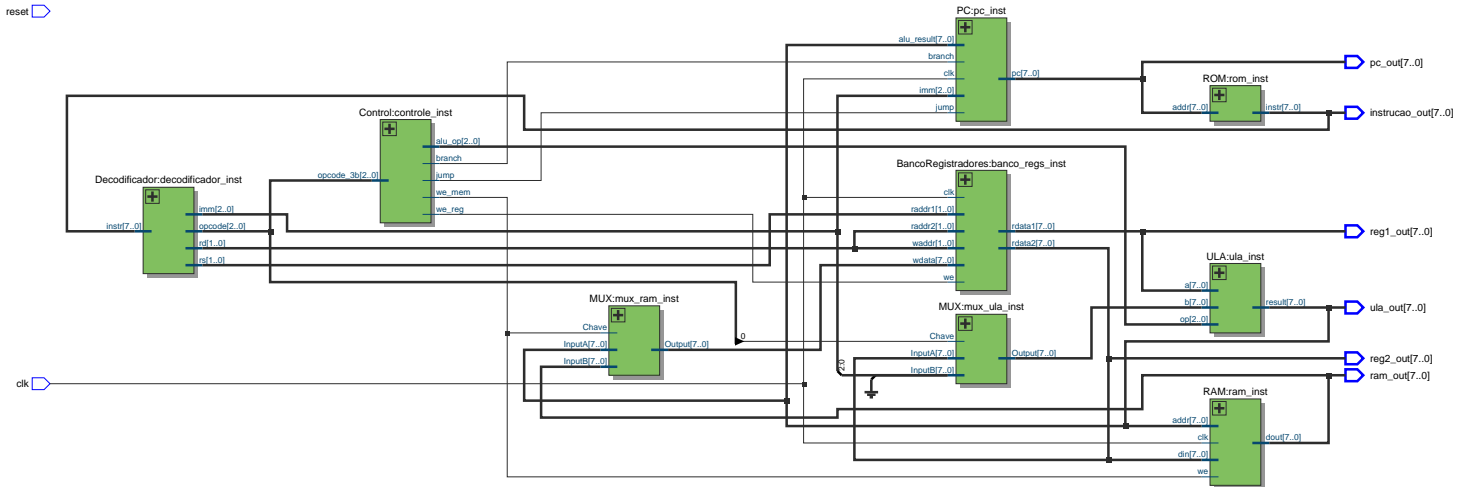 reset
clk
Decodificador:decodificador_inst
instr[7..0]
imm[2..0]
opcode[2..0]
rd[1..0]
rs[1..0]
Control:controle_inst
opcode_3b[2..0]
alu_op[2..0]
branch
jump
we_mem
we_reg
MUX:mux_ram_inst
Chave
InputA[7..0]
InputB[7..0]
Output[7..0]
0
2:0
PC:pc_inst
alu_result[7..0]
branch
clk
imm[2..0]
jump
pc[7..0]
BancoRegistradores:banco_regs_inst
clk
raddr1[1..0]
raddr2[1..0]
waddr[1..0]
wdata[7..0]
we
rdata1[7..0]
rdata2[7..0]
MUX:mux_ula_inst
Chave
InputA[7..0]
InputB[7..0]
Output[7..0]
ROM:rom_inst
addr[7..0]
instr[7..0]
ULA:ula_inst
a[7..0]
b[7..0]
op[2..0]
result[7..0]
RAM:ram_inst
addr[7..0]
clk
din[7..0]
we
dout[7..0]
pc_out[7..0]
instrucao_out[7..0]
reg1_out[7..0]
ula_out[7..0]
reg2_out[7..0]
ram_out[7..0]